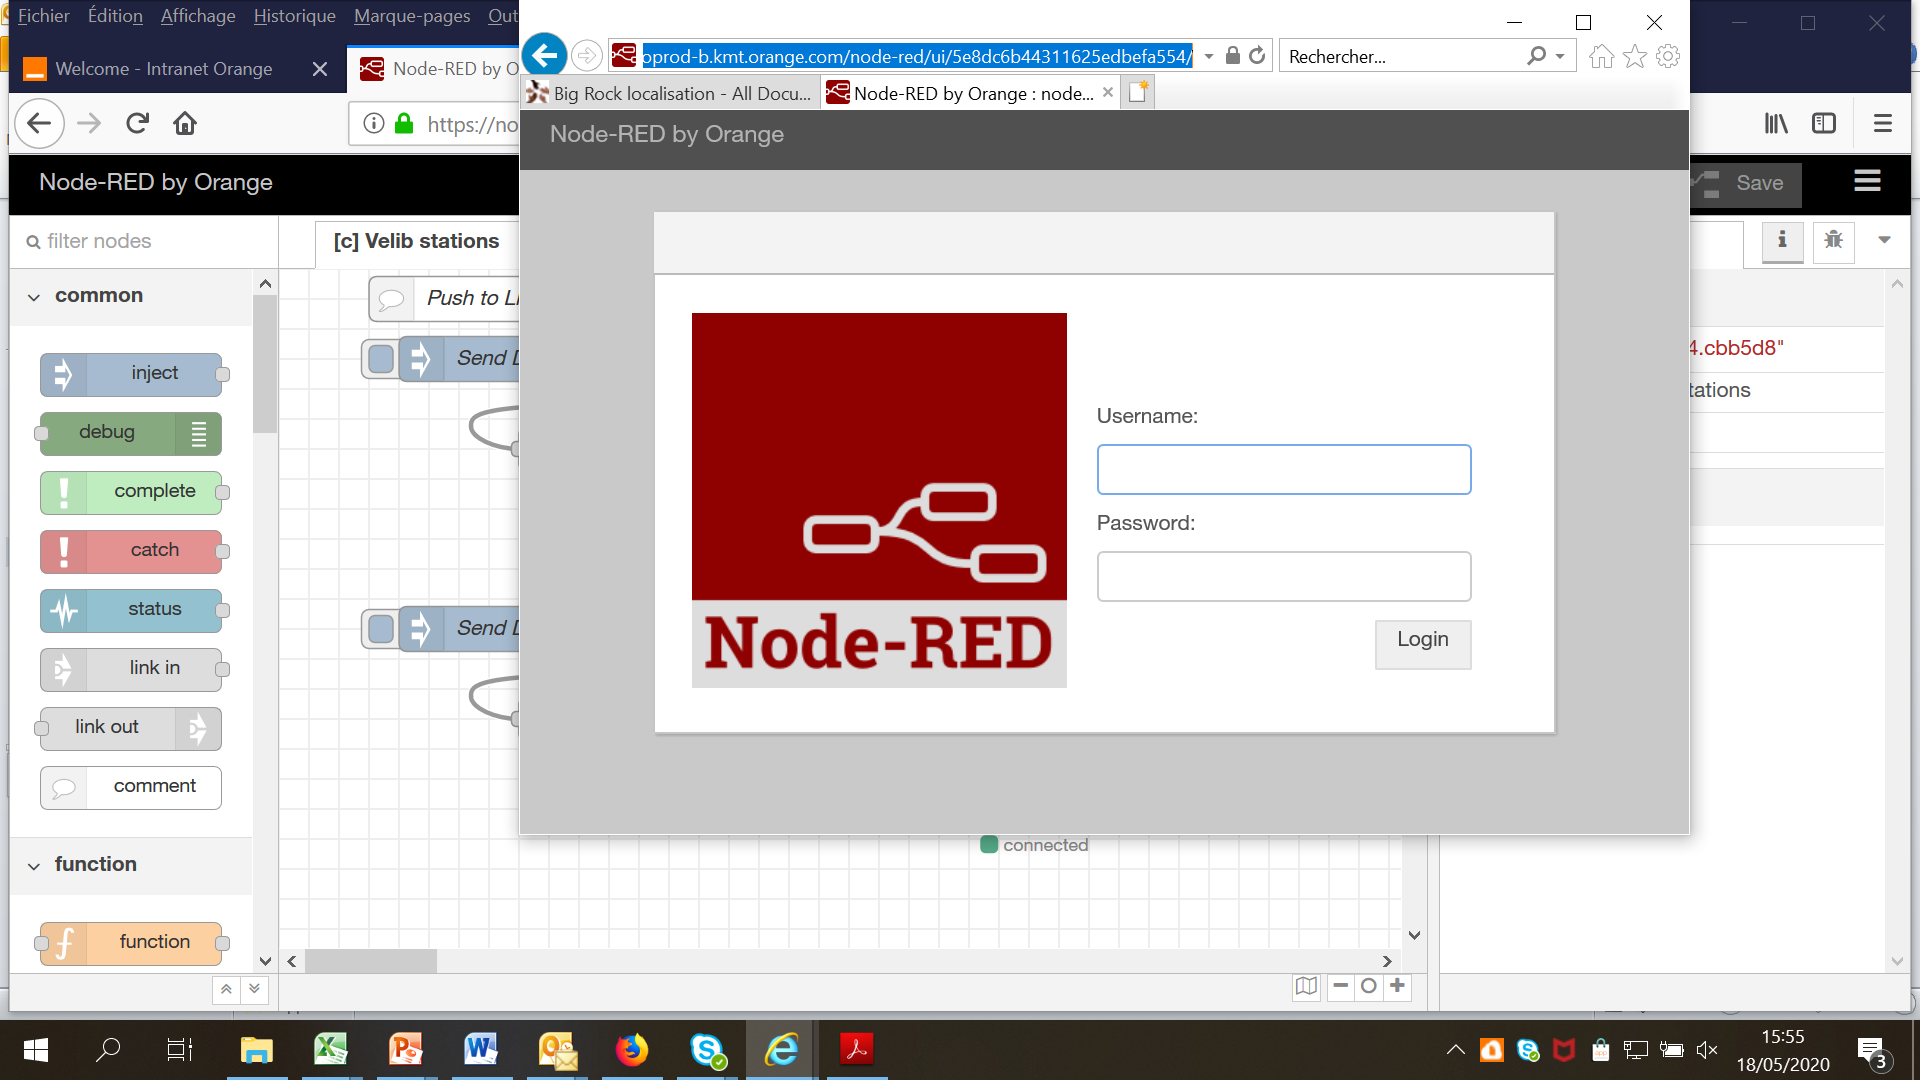 Fichier Édition Affichage Historique Marque-pages Out
Welcome - Intranet Orange
Node-RED by O
https://no
oprod-b.kmt.orange.com/node-red/ui/5e8dc6b44311625edbefa554/
Rechercher...
Big Rock localisation - All Docu...
Node-RED by Orange : node...
Node-RED by Orange
Node-RED by Orange
Save
filter nodes
[c] Velib stations
common
inject
debug
complete
catch
status
link in
link out
comment
function
function
Push to L
Send
Send
Node-RED
Username:
Password:
Login
4.cbb5d8"
tations
connected
15:55
18/05/2020
3